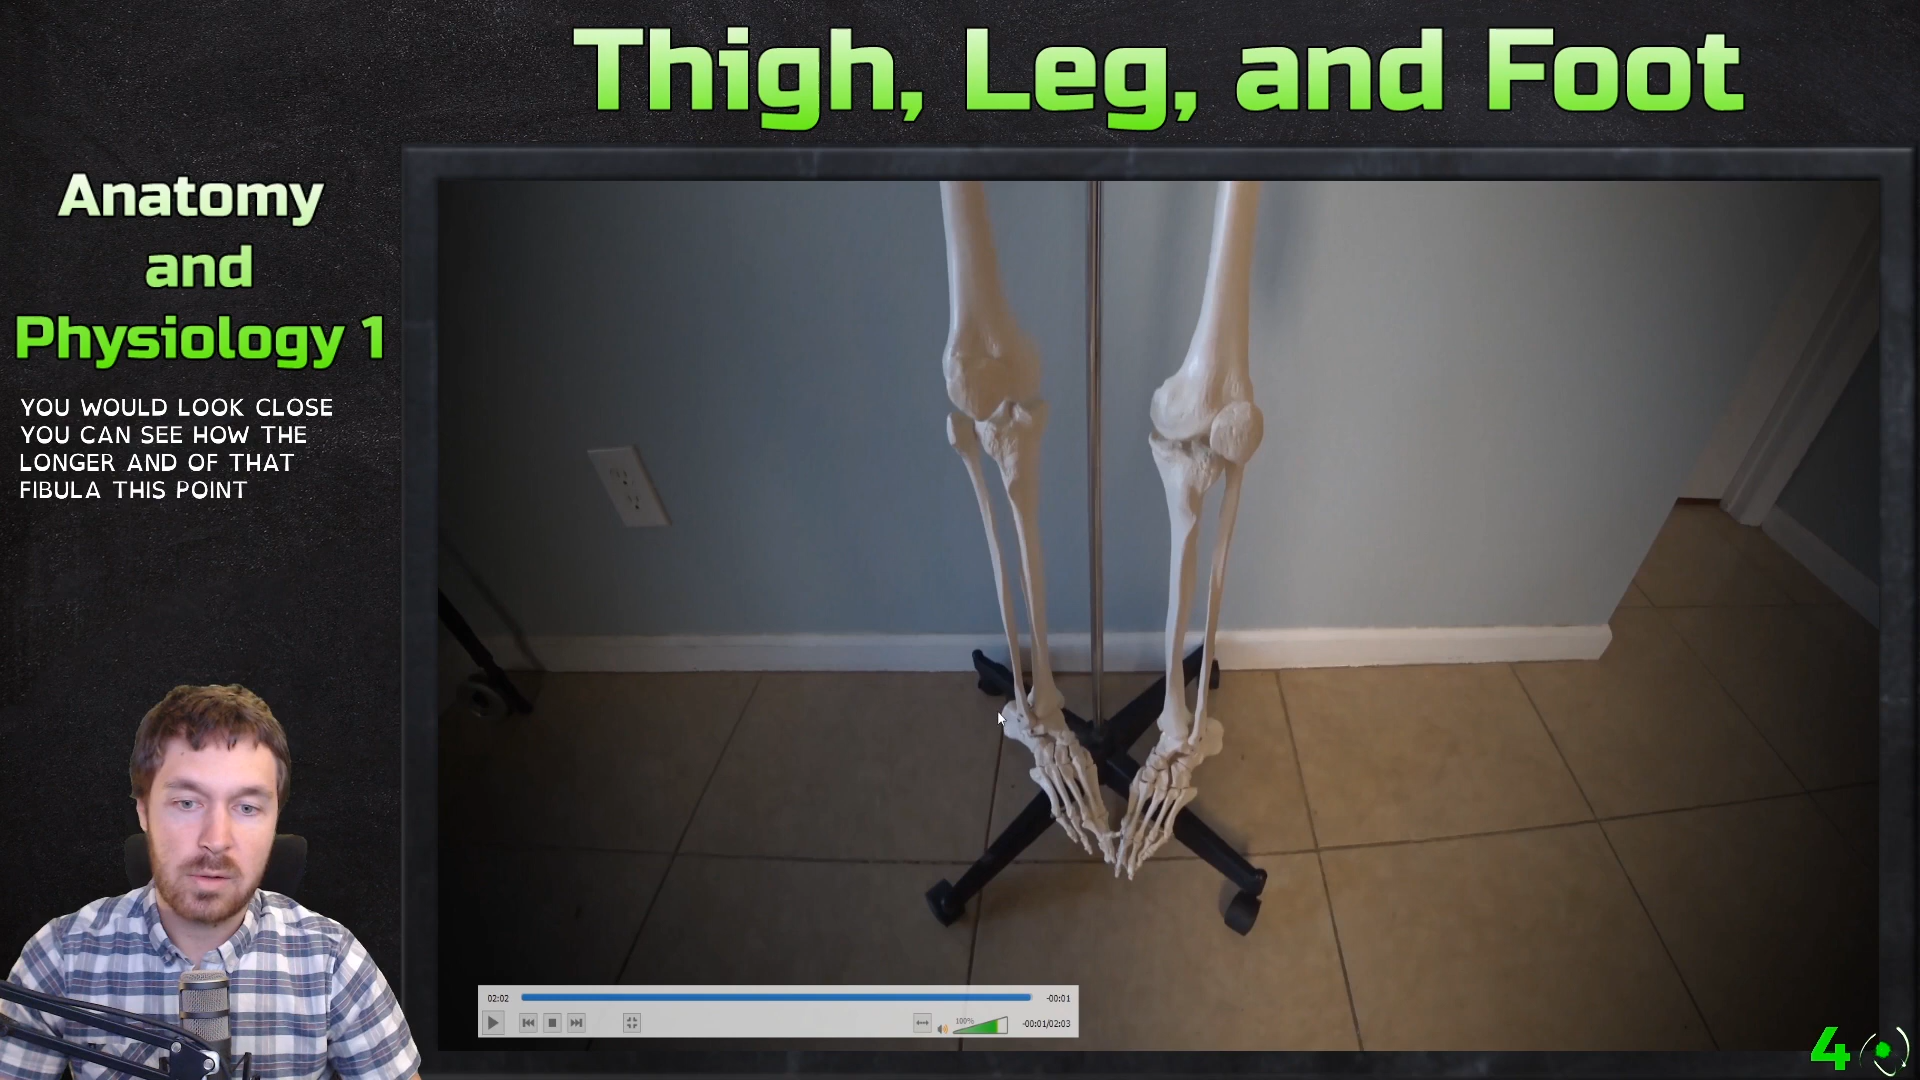 Thigh, Leg, and Foot
Anatomy
and
Physiology 1
YOU WOULD LOOK CLOSE
YOU CAN SEE HOW THE
LONGER AND OF THAT
FIBULA THIS POINT
02:02
-00:01
100%
-00:01/02:03
4